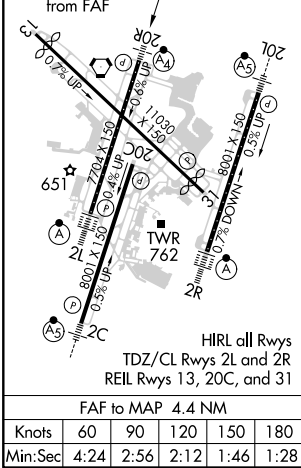 from FAF
13
0.7% UP
P
20R
A4
0.6% UP
20L
A5
P
11030 X 150
7704 X 150
20C
P
0.4% UP
P
651
P
31
8001 X 150
0.5% UP
2L
A
TWR
762
8001 X 150
0.5% UP
0.7% DOWN
P
P
2R
A
A5
2C
HIRL all Rwys
TDZ/CL Rwys 2L and 2R
REIL Rwys 13, 20C, and 31
FAF to MAP 4.4 NM
Knots 60 90 120 150 180
Min:Sec 4:24 2:56 2:12 1:46 1:28